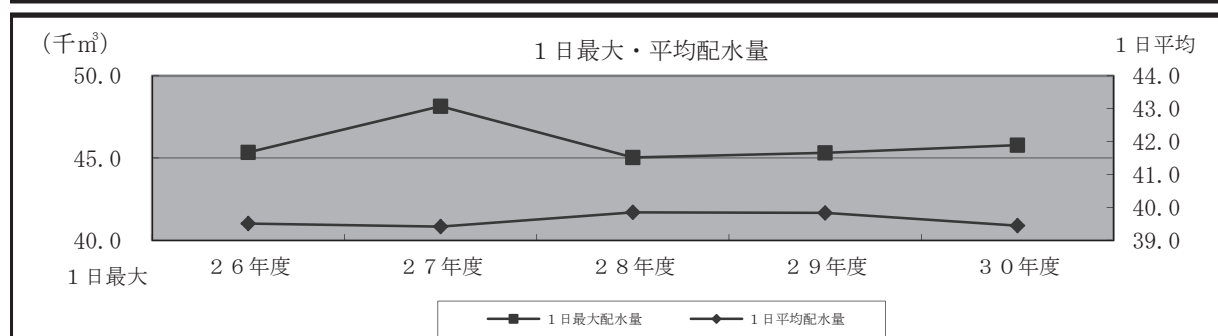 (千㎥)
１日最大・平均配水量
１日平均
50.0
45.0
40.0
44.0
43.0
42.0
41.0
40.0
39.0
１日最大
２６年度 ２７年度 ２８年度 ２９年度 ３０年度
１日最大配水量 １日平均配水量